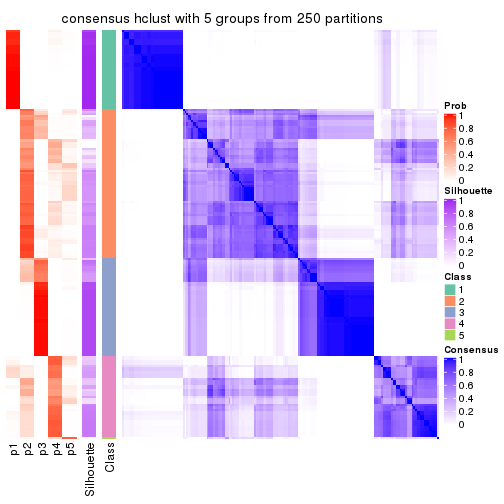 consensus hclust with 5 groups from 250 partitions
Prob
1
0.8
0.6
0.4
0.2
0
Silhouette
1
0.8
0.6
0.4
0.2
0
Class
1
2
3
4
5
Consensus
1
0.8
0.6
0.4
0.2
0
p1
p2
p3
p4
p5
Silhouette
Class